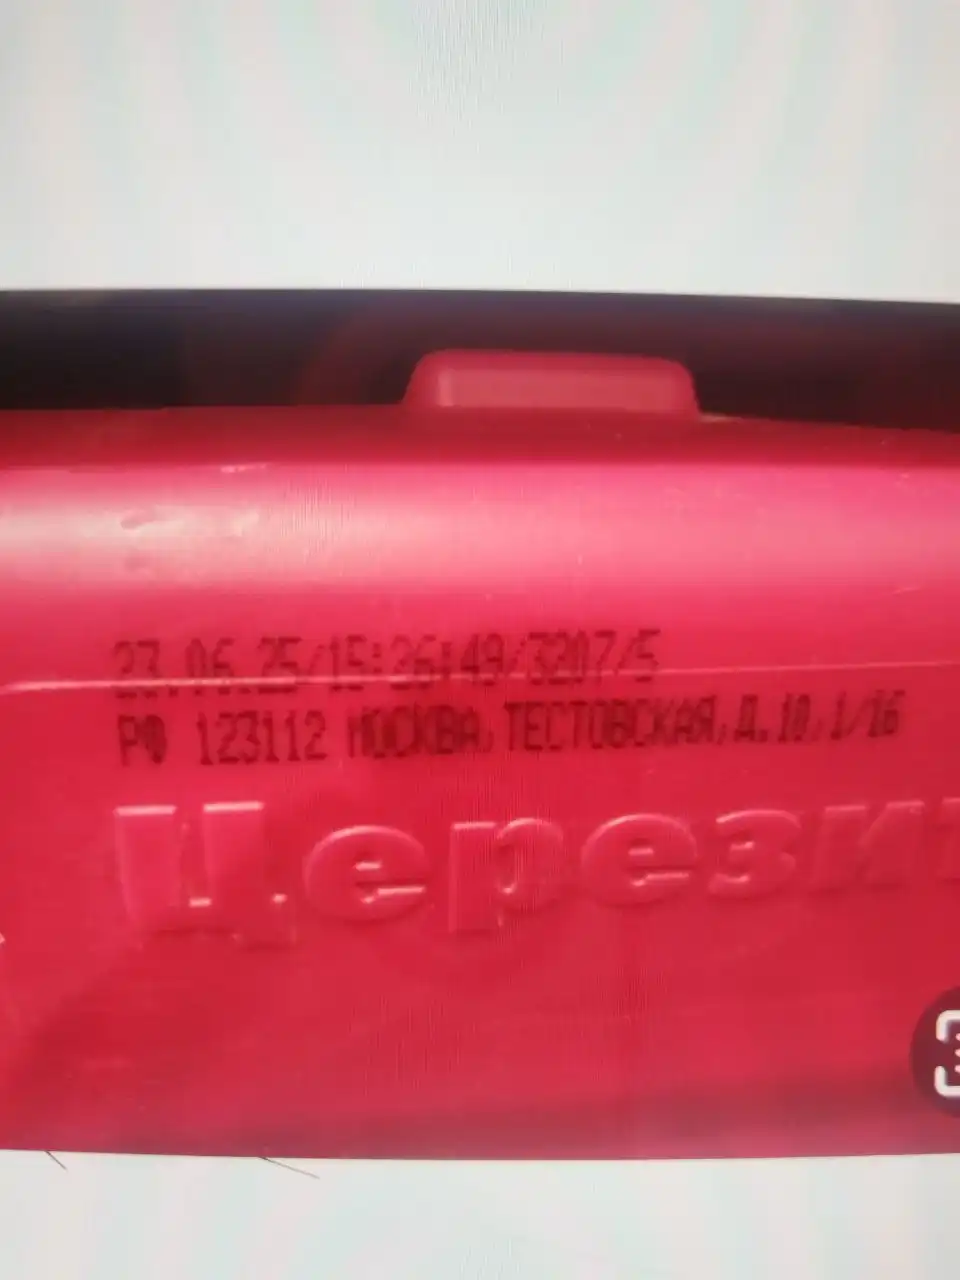 23.06.25/15:26:49/3207/5
РФ 123112 МОСКВА, ТЕСТОВСКАЯ, Д.10, 1/16
Церезит